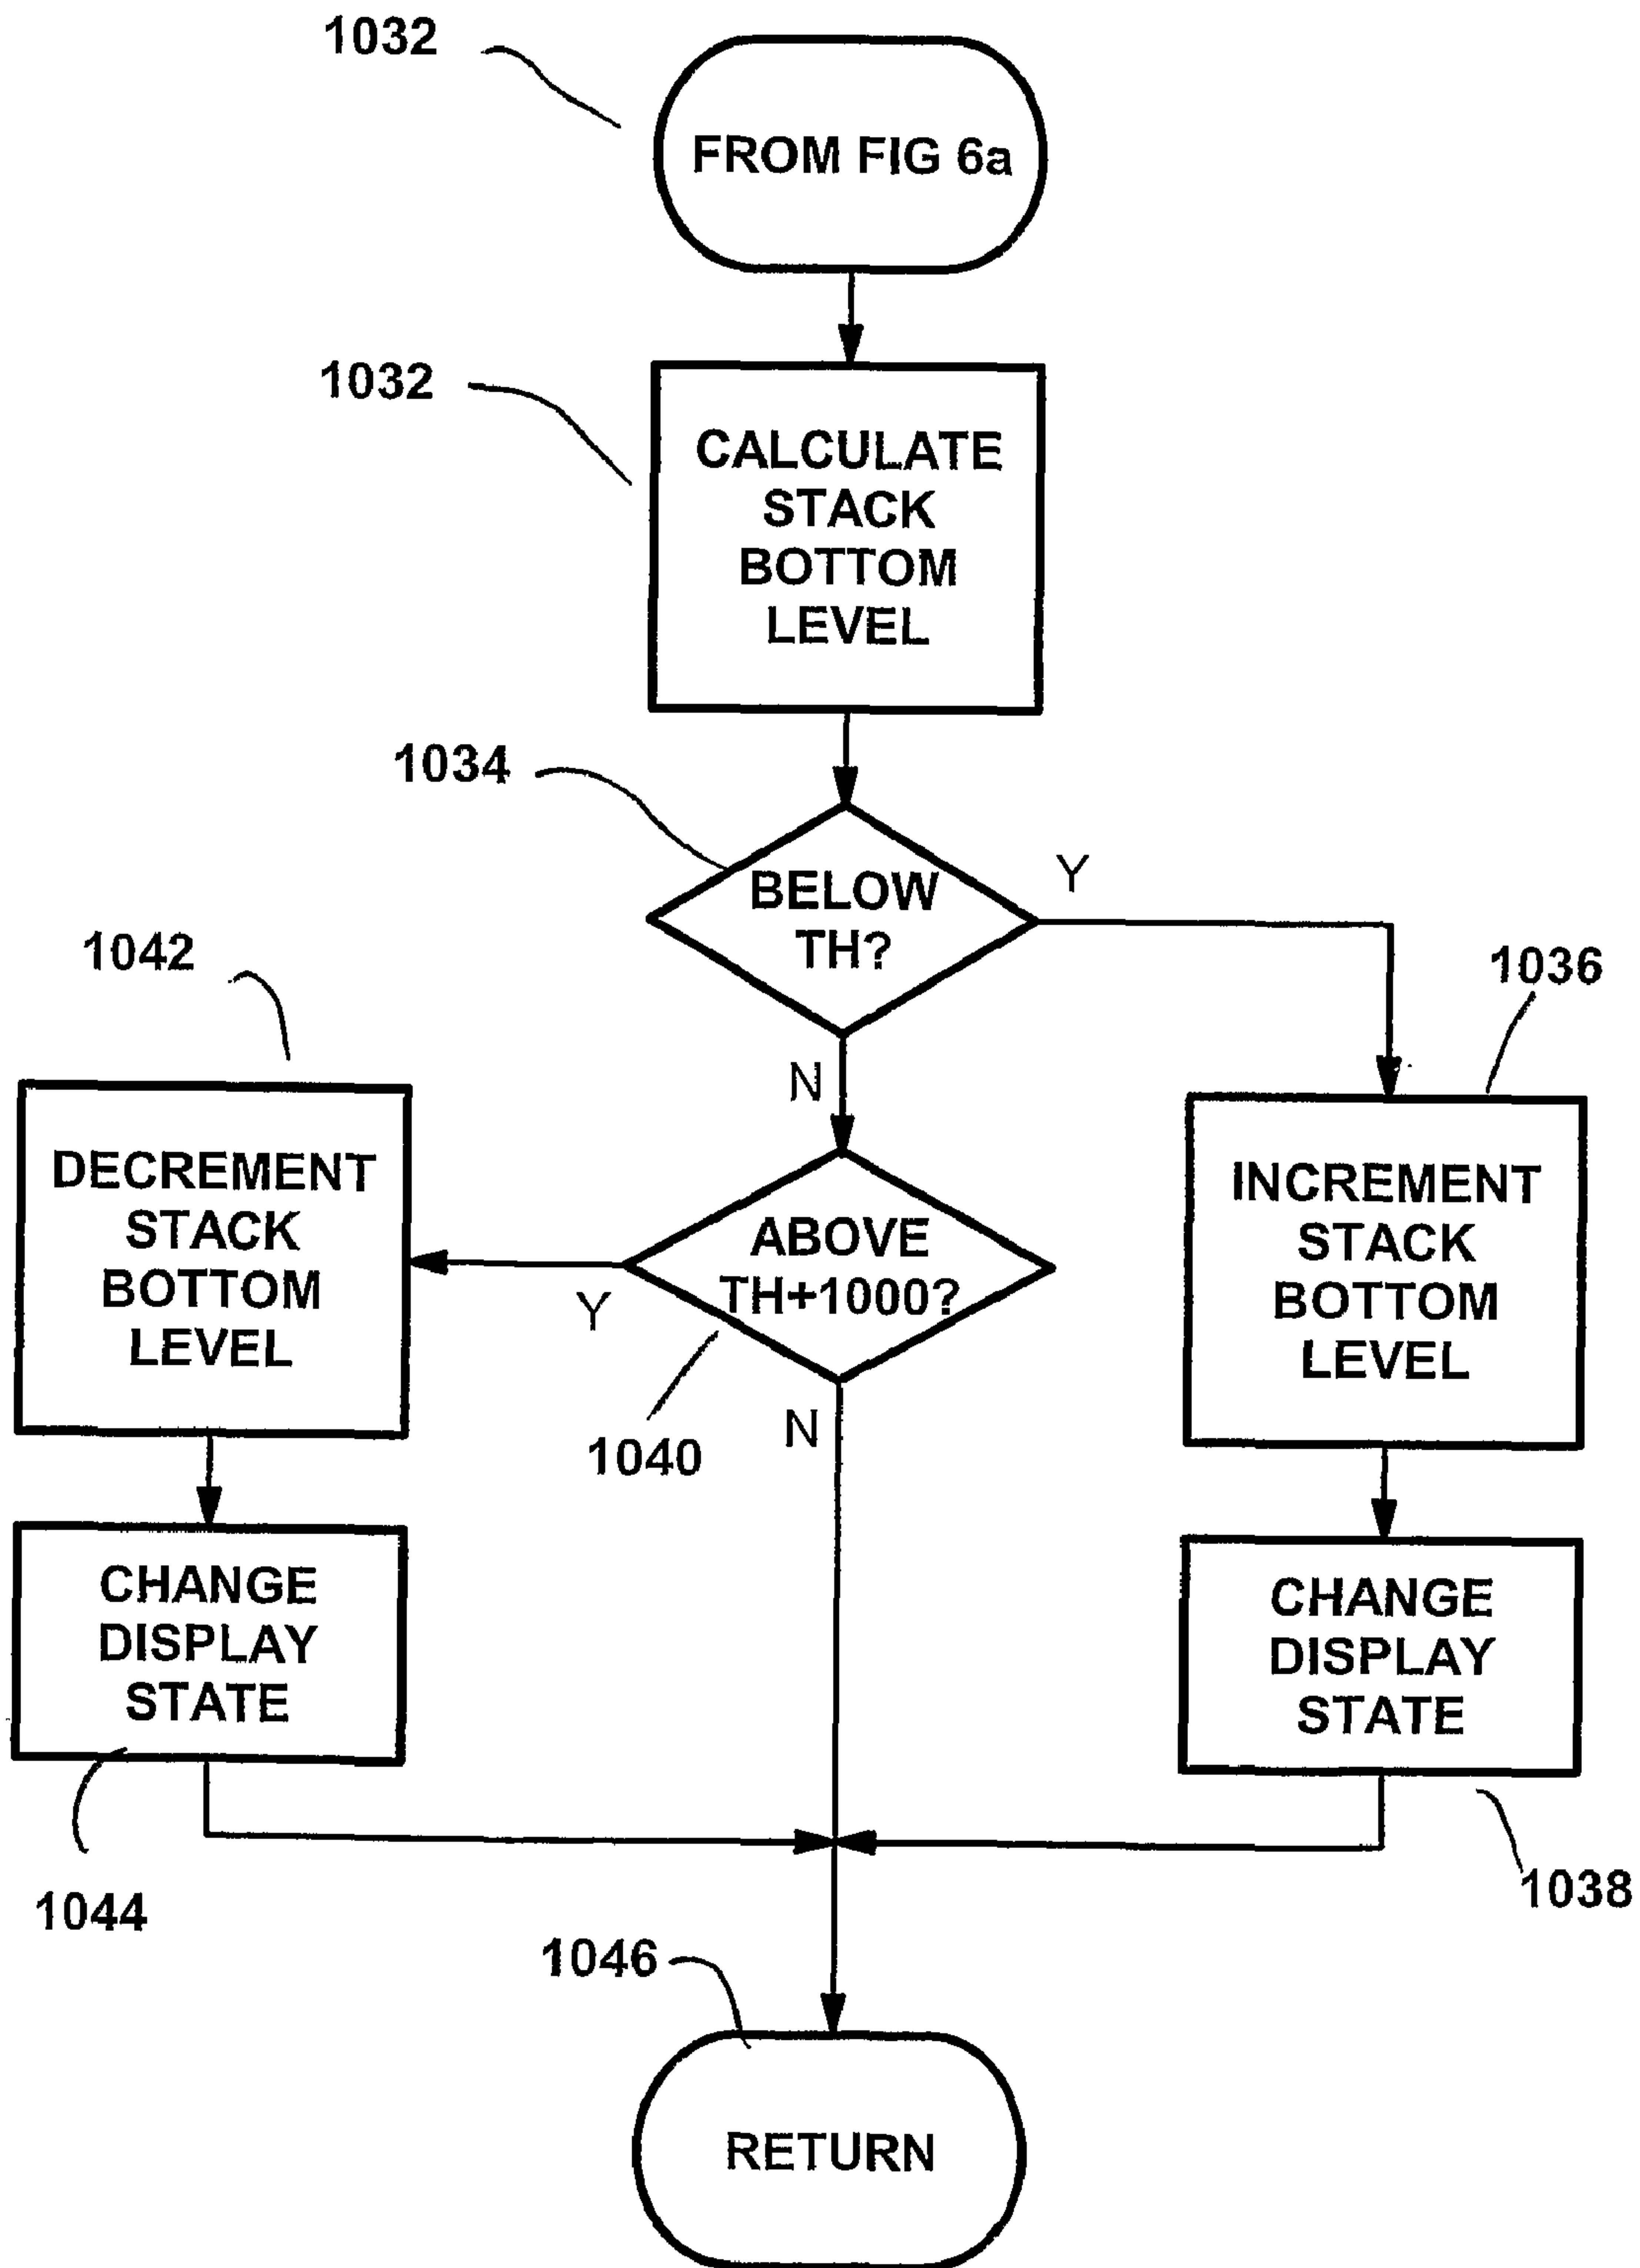 1032
FROM FIG 6a
1032
CALCULATE
STACK
BOTTOM
LEVEL
1034
BELOW
TH?
Y
N
1042
DECREMENT
STACK
BOTTOM
LEVEL
ABOVE
TH+1000?
Y
N
1040
1036
INCREMENT
STACK
BOTTOM
LEVEL
CHANGE
DISPLAY
STATE
1044
CHANGE
DISPLAY
STATE
1038
1046
RETURN